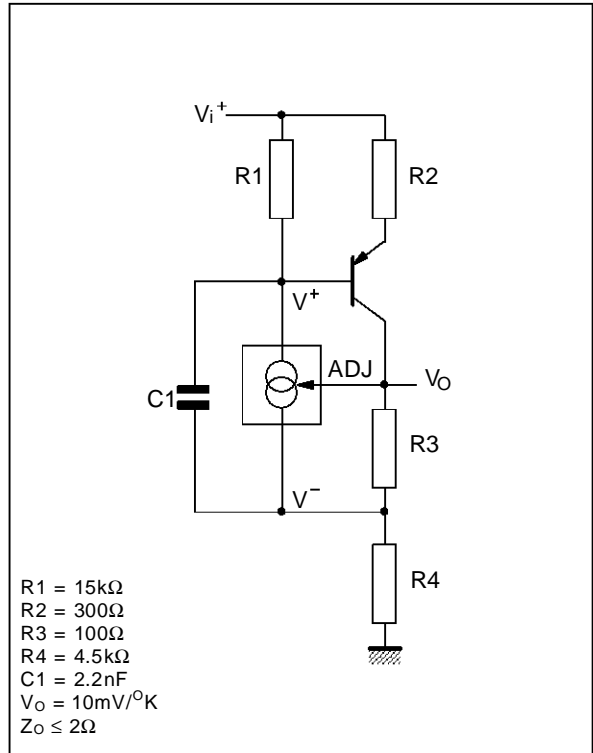 Vi+
R1
R2
V+
ADJ
VO
C1
R3
V−
R4
R1 = 15kΩ
R2 = 300Ω
R3 = 100Ω
R4 = 4.5kΩ
C1 = 2.2nF
VO = 10mV/OK
ZO ≤ 2Ω